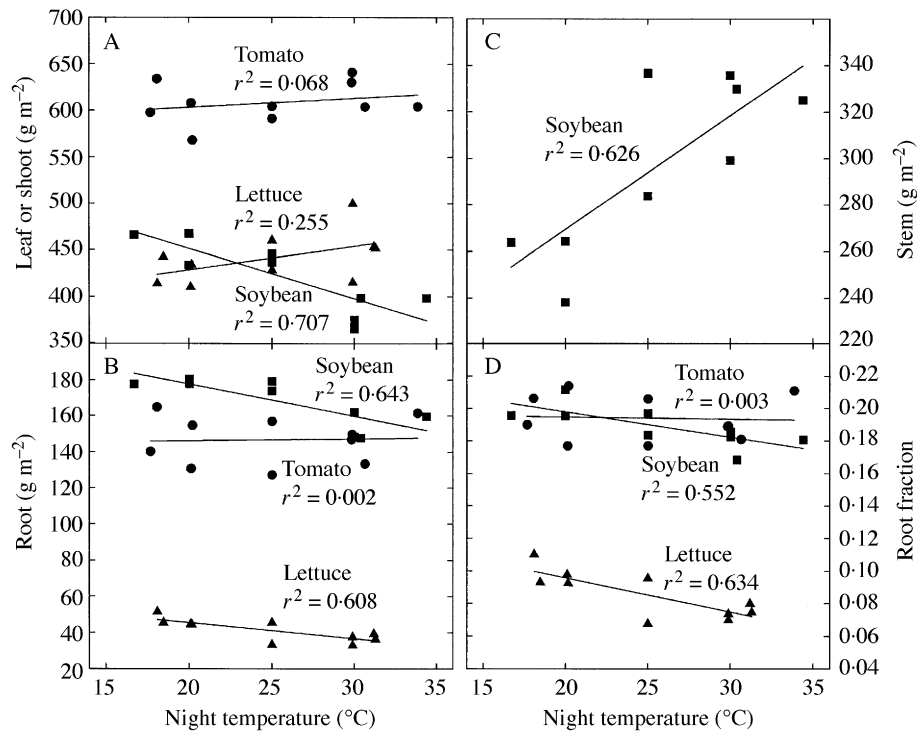 700
650
600
550
500
450
400
350
Leaf or shoot (g m⁻²)
A
Tomato
r² = 0·068
Lettuce
r² = 0·255
Soybean
r² = 0·707
C
Soybean
r² = 0·626
340
320
300
280
260
240
220
Stem (g m⁻²)
180
160
140
120
100
80
60
40
20
Root (g m⁻²)
B
Soybean
r² = 0·643
Tomato
r² = 0·002
Lettuce
r² = 0·608
15 20 25 30 35
Night temperature (°C)
D
Tomato
r² = 0·003
Soybean
r² = 0·552
Lettuce
r² = 0·634
0·22
0·20
0·18
0·16
0·14
0·12
0·10
0·08
0·06
0·04
Root fraction
15 20 25 30 35
Night temperature (°C)